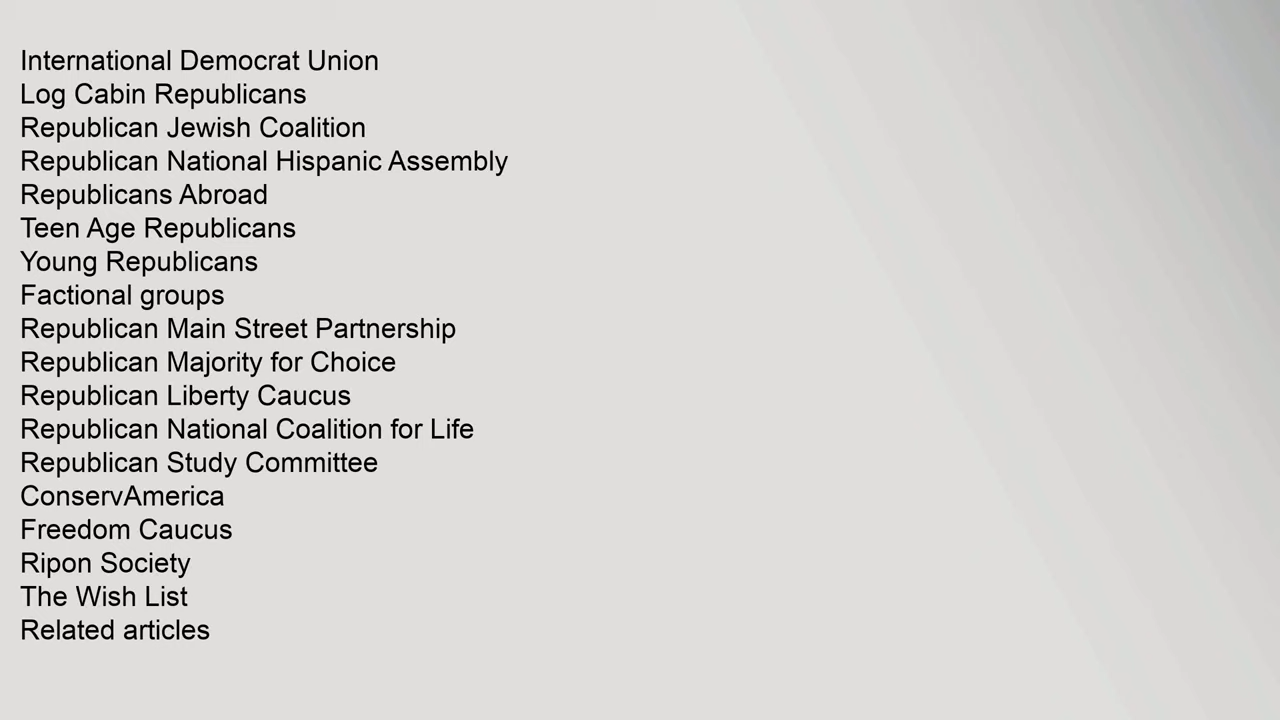 International Democrat Union
Log Cabin Republicans
Republican Jewish Coalition
Republican National Hispanic Assembly
Republicans Abroad
Teen Age Republicans
Young Republicans
Factional groups
Republican Main Street Partnership
Republican Majority for Choice
Republican Liberty Caucus
Republican National Coalition for Life
Republican Study Committee
ConservAmerica
Freedom Caucus
Ripon Society
The Wish List
Related articles